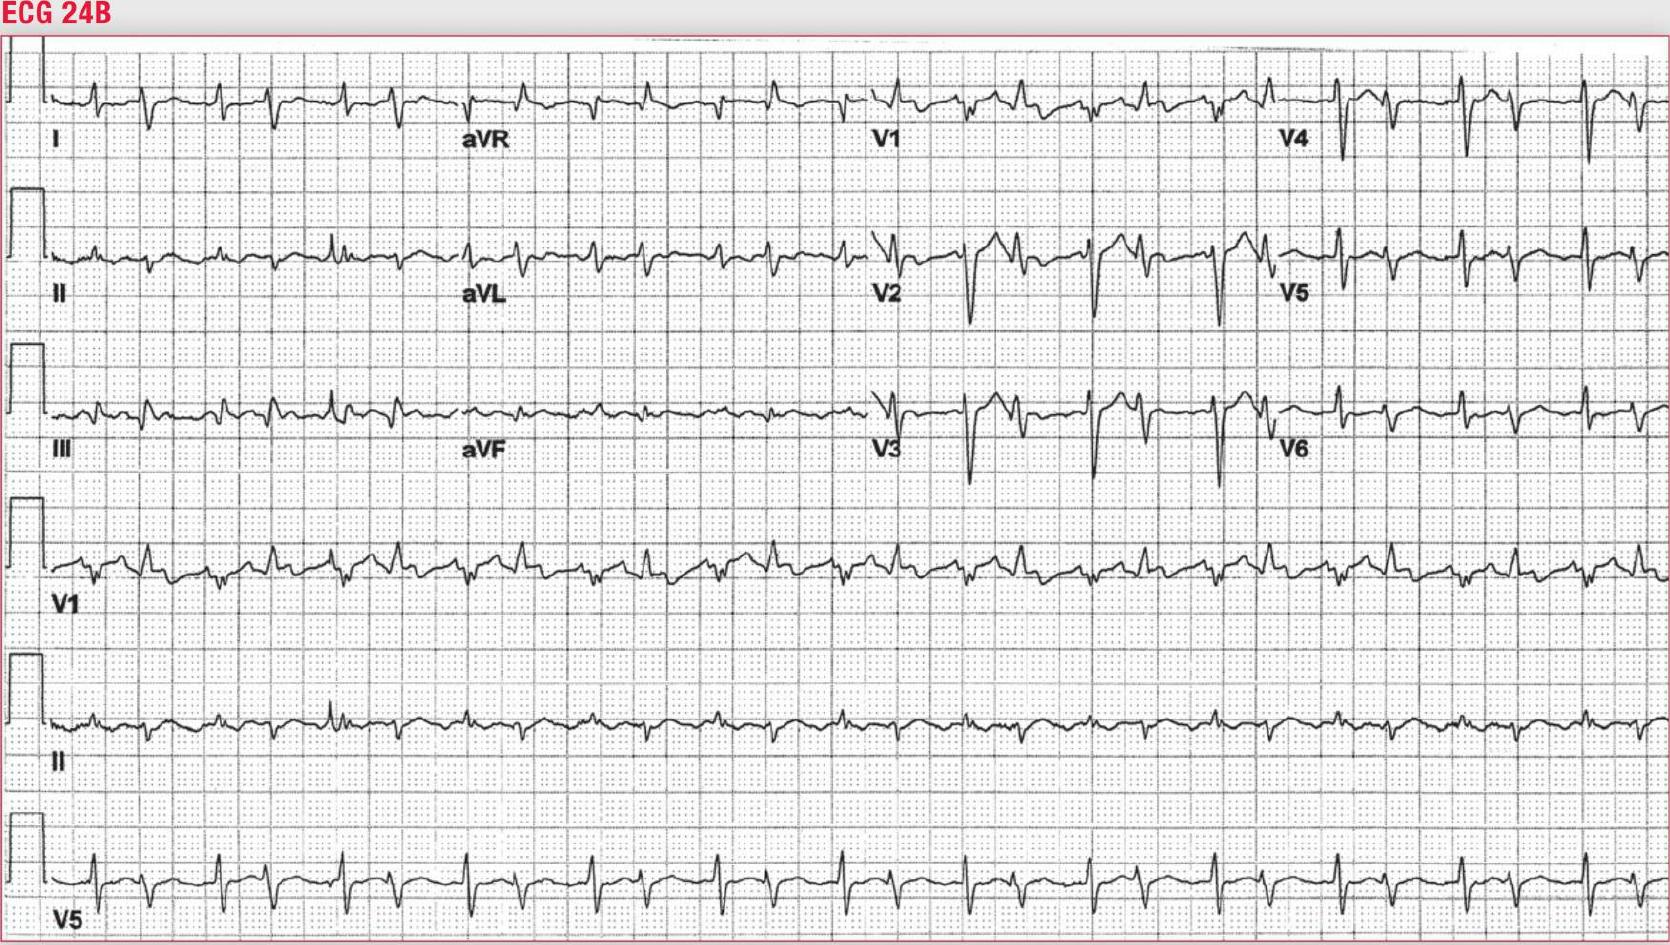 ECG 24B
I aVR V1 V4
II aVL V2 V5
III aVF V3 V6
V1
II
V5